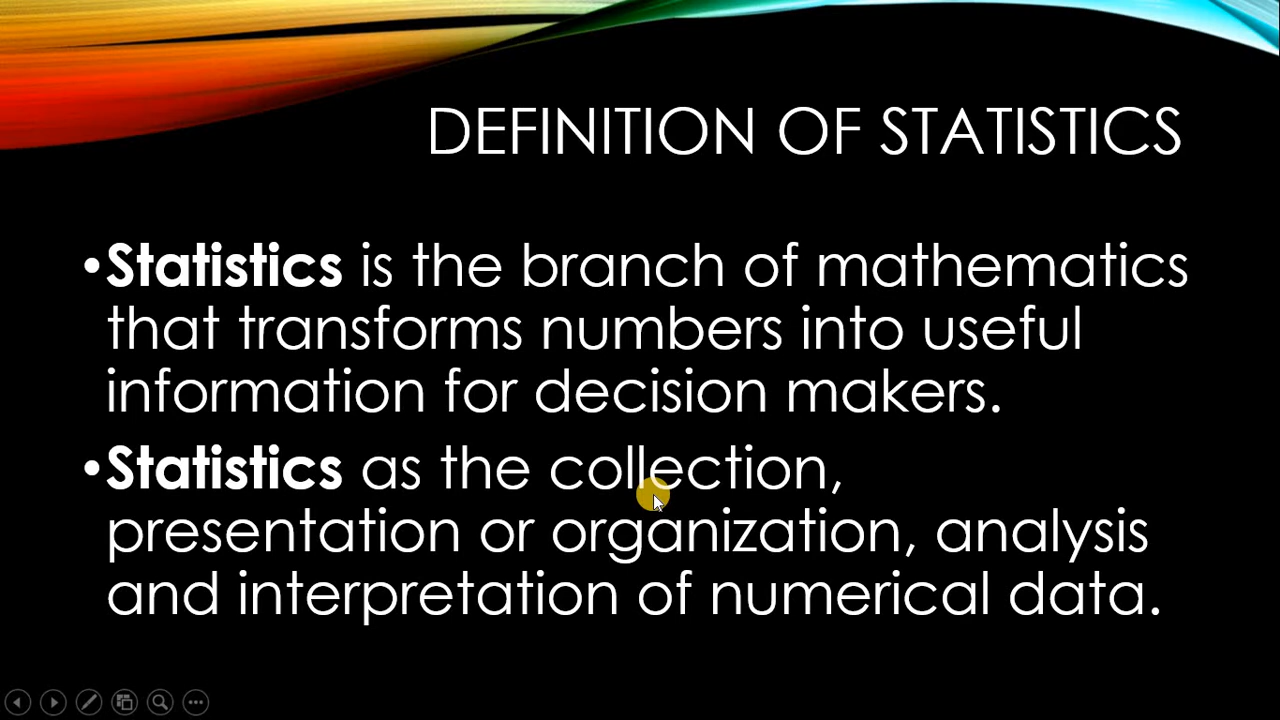 DEFINITION OF STATISTICS
•Statistics is the branch of mathematics
that transforms numbers into useful
information for decision makers.
•Statistics as the collection,
presentation or organization, analysis
and interpretation of numerical data.